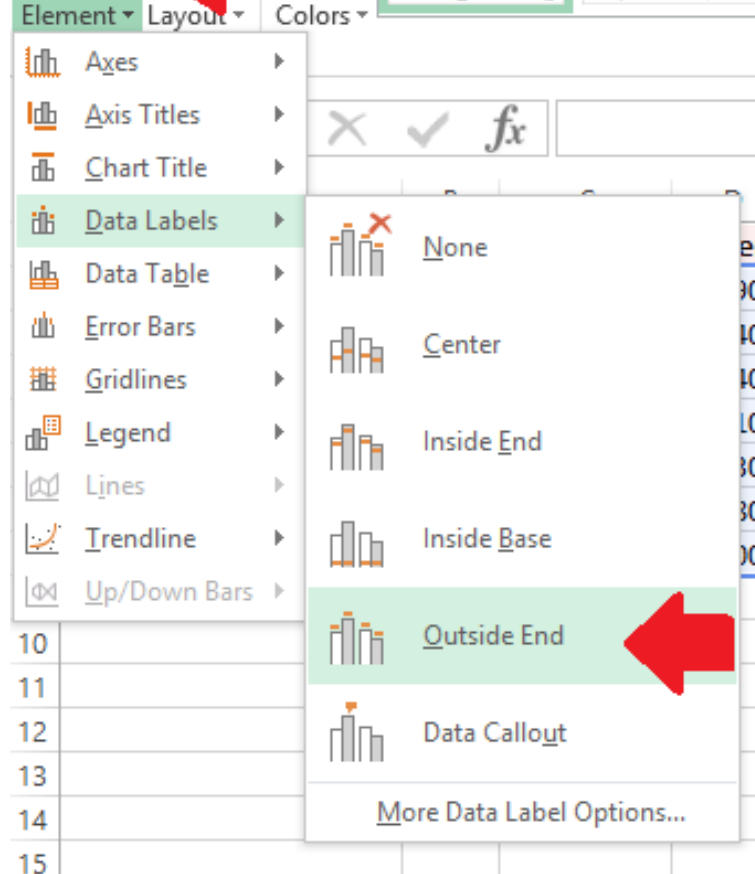 Element Layout Colors
Axes
Axis Titles
Chart Title
Data Labels
Data Table
Error Bars
Gridlines
Legend
Lines
Trendline
Up/Down Bars
fx
None
Center
Inside End
Inside Base
Outside End
Data Callout
More Data Label Options...
10
11
12
13
14
15